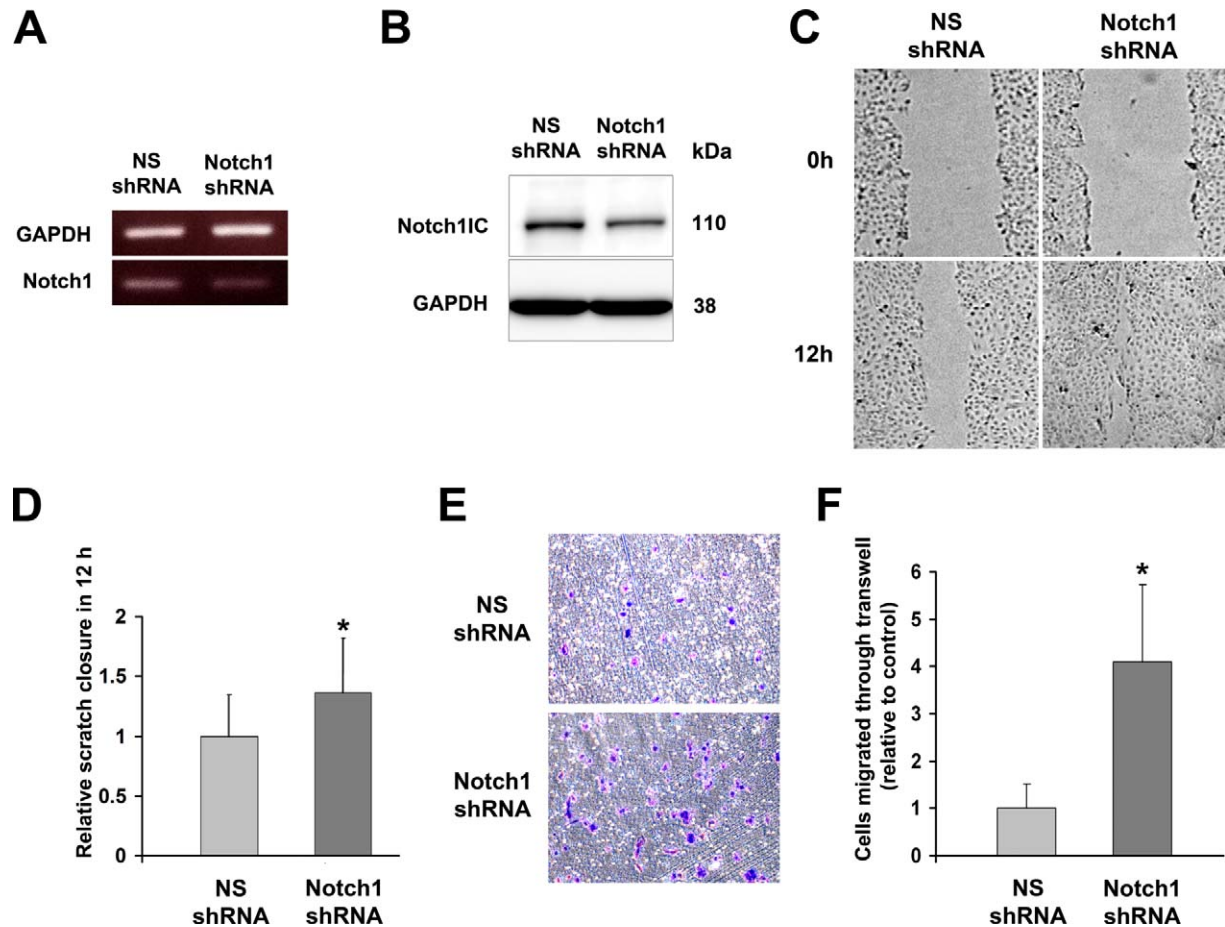 A
NS
shRNA
Notch1
shRNA
GAPDH
Notch1
B
NS
shRNA
Notch1
shRNA
kDa
Notch1IC
110
GAPDH
38
C
NS
shRNA
Notch1
shRNA
0h
12h
D
Relative scratch closure in 12 h
2
1.5
1
0.5
0
NS
shRNA
Notch1
shRNA
E
NS
shRNA
Notch1
shRNA
F
Cells migrated through transwell
(relative to control)
6
5
4
3
2
1
0
NS
shRNA
Notch1
shRNA
*
*